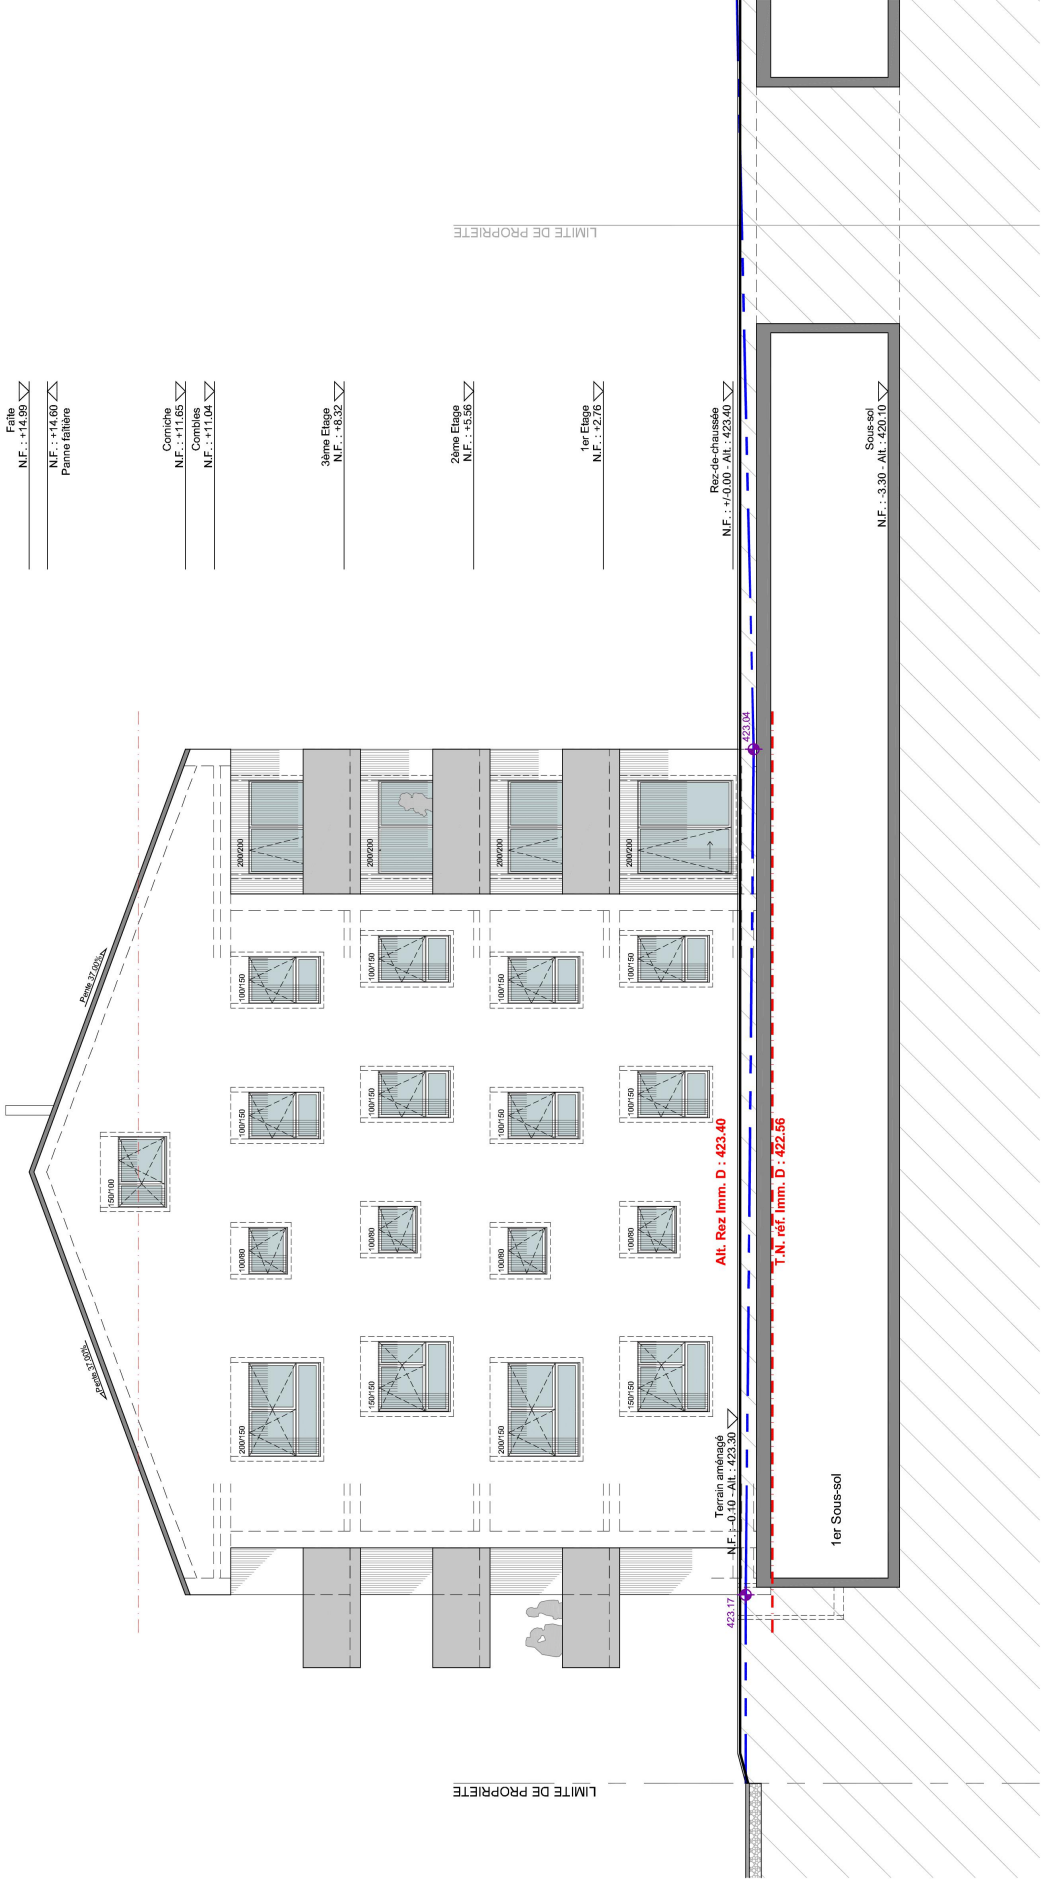 Faîte
N.F. : +14.99
N.F. : +14.60
Panne faîtière
Corniche
N.F. : +11.65
Combles
N.F. : +11.04
3ème Etage
N.F. : +8.32
2ème Etage
N.F. : +5.56
1er Etage
N.F. : +2.76
Rez-de-chaussée
N.F. : +/-0.00 - Alt. : 423.40
Sous-sol
N.F. : -3.30 - Alt. : 420.10
LIMITE DE PROPRIETE
Pente 37.00%
Pente 37.00%
150/100
200/150
100/80
100/150
100/150
200/200
150/150
100/80
100/150
100/150
200/200
200/150
100/80
100/150
100/150
200/200
150/150
100/80
100/150
100/150
200/200
Alt. Rez Imm. D : 423.40
T.N. réf. Imm. D : 422.56
423.04
423.17
Terrain aménagé
N.F. : -0.10 - Alt. : 423.30
1er Sous-sol
LIMITE DE PROPRIETE